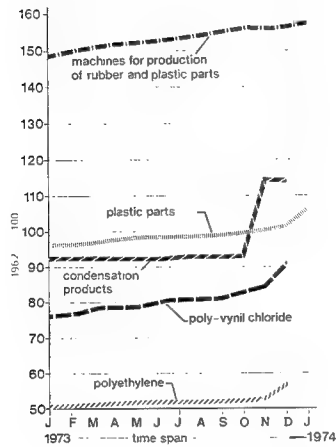 160
150
machines for production
of rubber and plastic parts
140
130
120
110
100
90
80
70
60
50
1962 100
plastic parts
condensation
products
poly-vynil chloride
polyethylene
J F M A M J J A S O N D J
1973 time span 1974